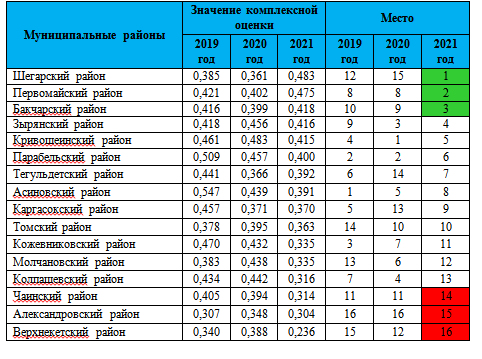 Муниципальные районы Значение комплексной оценки Место
2019 год 2020 год 2021 год 2019 год 2020 год 2021 год
Шегарский район 0,385 0,361 0,483 12 15 1
Первомайский район 0,421 0,402 0,475 8 8 2
Бакчарский район 0,416 0,399 0,418 10 9 3
Зырянский район 0,418 0,456 0,416 9 3 4
Кривошеинский район 0,461 0,483 0,415 4 1 5
Парабельский район 0,509 0,457 0,400 2 2 6
Тегульдетский район 0,441 0,366 0,392 6 14 7
Асиновский район 0,547 0,439 0,391 1 5 8
Каргасокский район 0,457 0,371 0,370 5 13 9
Томский район 0,378 0,395 0,363 14 10 10
Кожевниковский район 0,470 0,432 0,335 3 7 11
Молчановский район 0,383 0,438 0,335 13 6 12
Колпашевский район 0,434 0,442 0,316 7 4 13
Чаинский район 0,405 0,394 0,314 11 11 14
Александровский район 0,307 0,348 0,304 16 16 15
Верхнекетский район 0,340 0,388 0,236 15 12 16